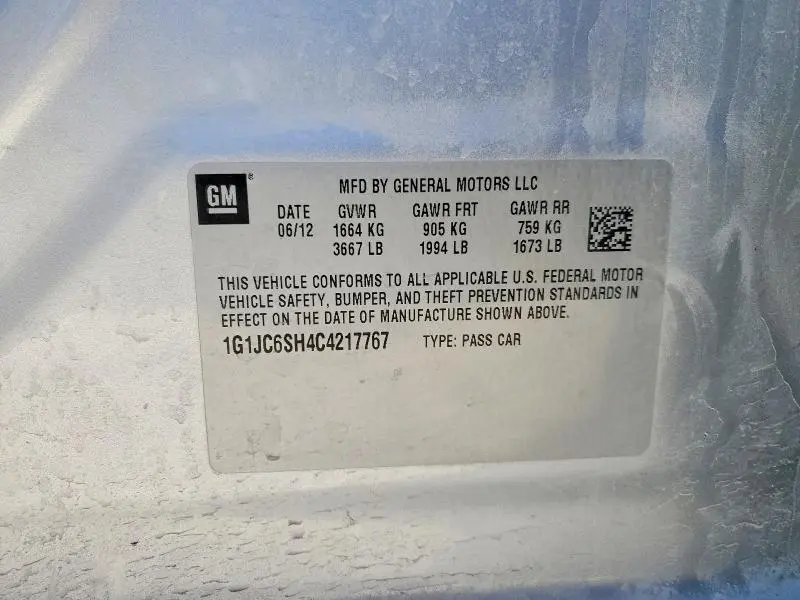 GM ®
MFD BY GENERAL MOTORS LLC
DATE GVWR GAWR FRT GAWR RR
06/12 1664 KG 905 KG 759 KG
3667 LB 1994 LB 1673 LB
THIS VEHICLE CONFORMS TO ALL APPLICABLE U.S. FEDERAL MOTOR
VEHICLE SAFETY, BUMPER, AND THEFT PREVENTION STANDARDS IN
EFFECT ON THE DATE OF MANUFACTURE SHOWN ABOVE.
1G1JC6SH4C4217767 TYPE: PASS CAR